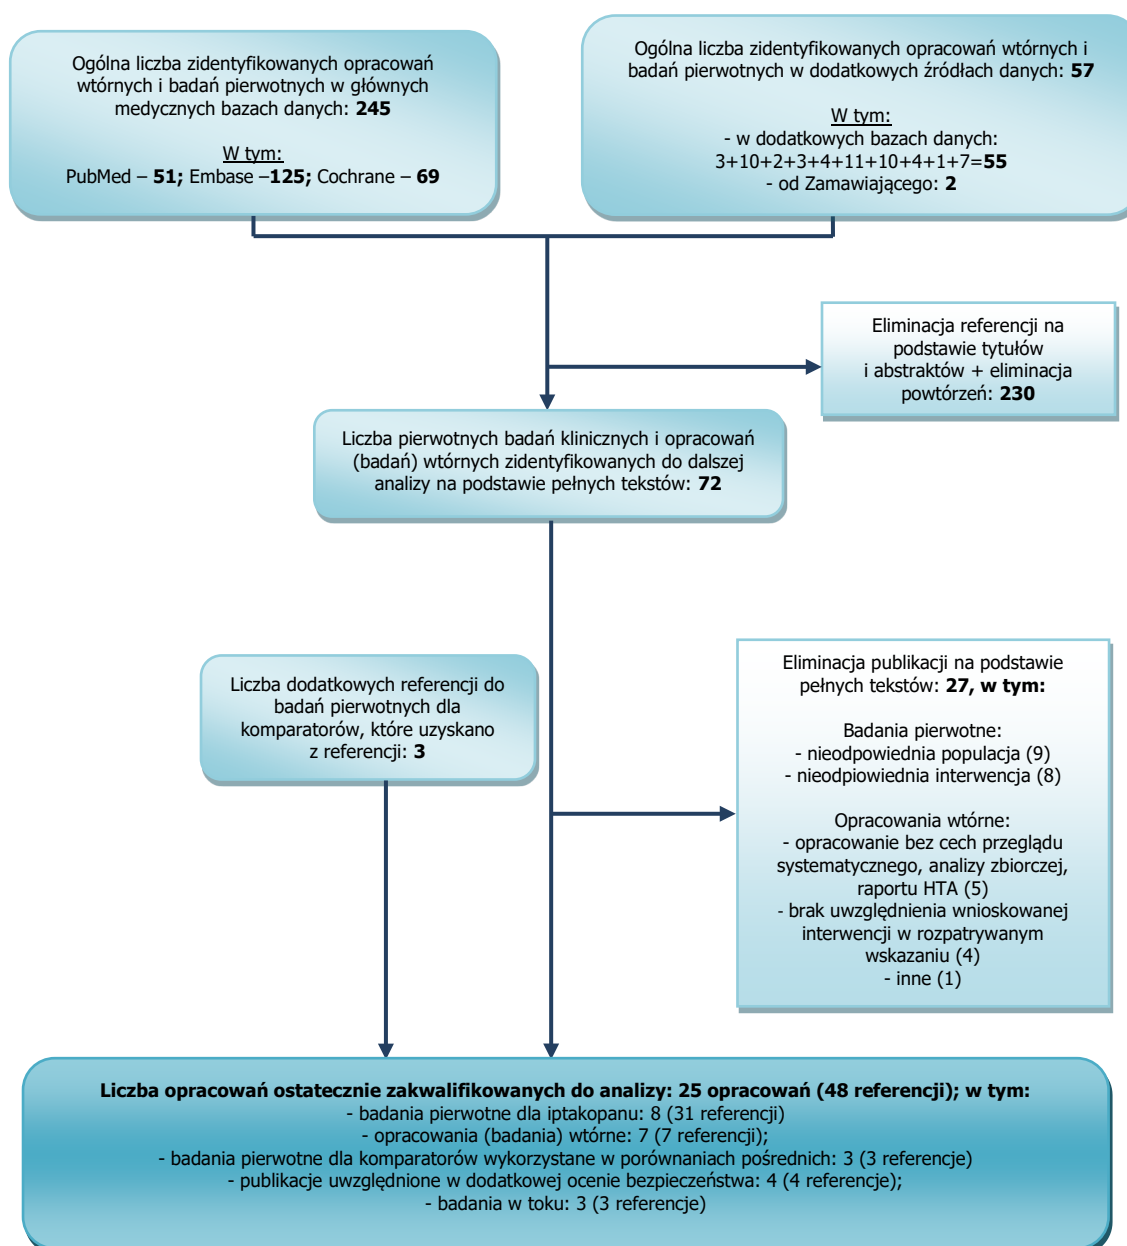 Ogólna liczba zidentyfikowanych opracowań
wtórnych i badań pierwotnych w głównych
medycznych bazach danych: 245
W tym:
PubMed – 51; Embase –125; Cochrane – 69
Ogólna liczba zidentyfikowanych opracowań wtórnych i
badań pierwotnych w dodatkowych źródłach danych: 57
W tym:
- w dodatkowych bazach danych:
3+10+2+3+4+11+10+4+1+7=55
- od Zamawiającego: 2
Eliminacja referencji na
podstawie tytułów
i abstraktów + eliminacja
powtórzeń: 230
Liczba pierwotnych badań klinicznych i opracowań
(badań) wtórnych zidentyfikowanych do dalszej
analizy na podstawie pełnych tekstów: 72
Liczba dodatkowych referencji do
badań pierwotnych dla
komparatorów, które uzyskano
z referencji: 3
Eliminacja publikacji na podstawie
pełnych tekstów: 27, w tym:
Badania pierwotne:
- nieodpowiednia populacja (9)
- nieodpiowiednia interwencja (8)
Opracowania wtórne:
- opracowanie bez cech przeglądu
systematycznego, analizy zbiorczej,
raportu HTA (5)
- brak uwzględnienia wnioskowanej
interwencji w rozpatrywanym
wskazaniu (4)
- inne (1)
Liczba opracowań ostatecznie zakwalifikowanych do analizy: 25 opracowań (48 referencji); w tym:
- badania pierwotne dla iptakopanu: 8 (31 referencji)
- opracowania (badania) wtórne: 7 (7 referencji);
- badania pierwotne dla komparatorów wykorzystane w porównaniach pośrednich: 3 (3 referencje)
- publikacje uwzględnione w dodatkowej ocenie bezpieczeństwa: 4 (4 referencje);
- badania w toku: 3 (3 referencje)